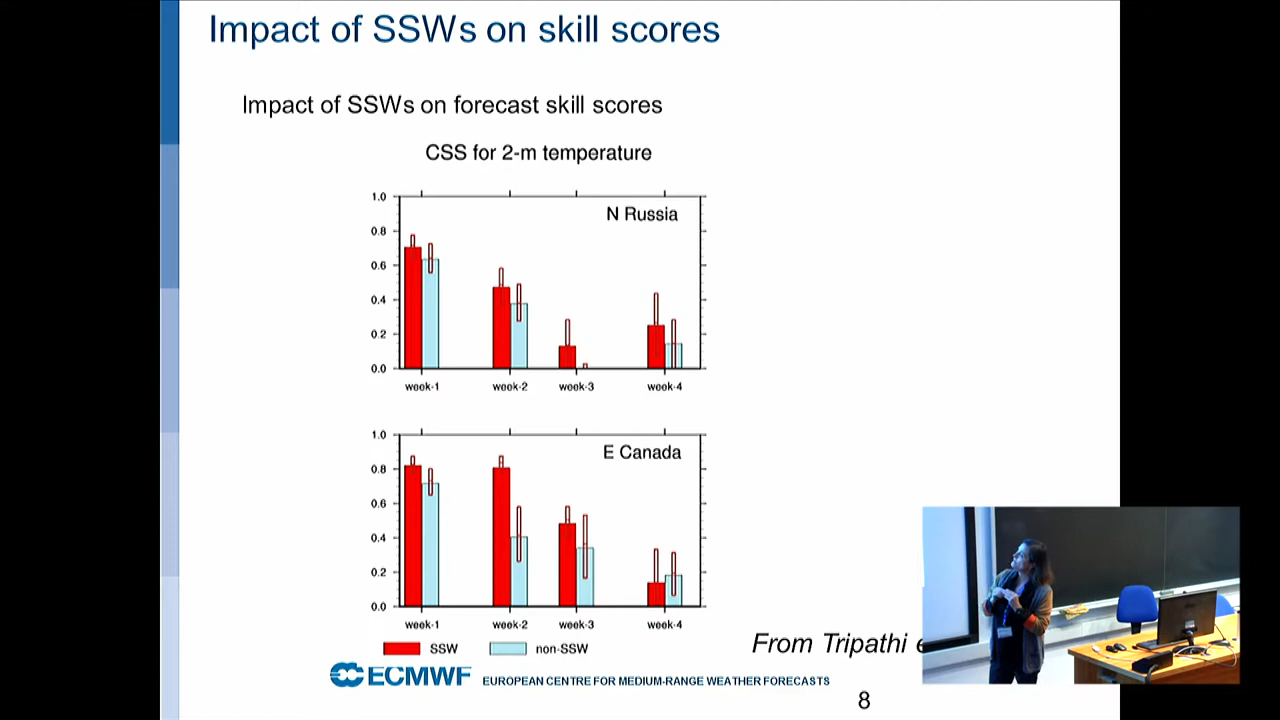 Impact of SSWs on skill scores
Impact of SSWs on forecast skill scores
CSS for 2-m temperature
1.0
N Russia
0.8
0.6
0.4
0.2
0.0
week-1 week-2 week-3 week-4
1.0
E Canada
0.8
0.6
0.4
0.2
0.0
week-1 week-2 week-3 week-4
SSW non-SSW
From Tripathi
ECMWF EUROPEAN CENTRE FOR MEDIUM-RANGE WEATHER FORECASTS
8